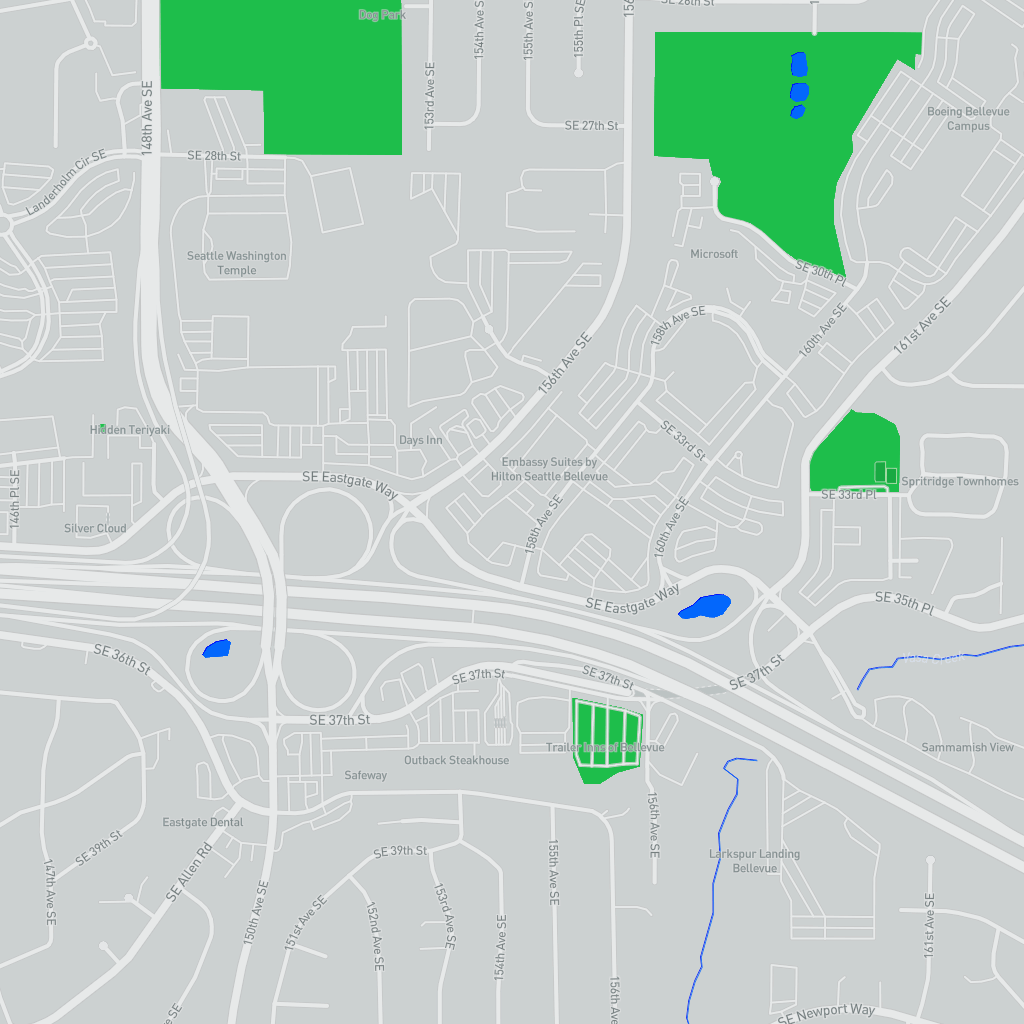 Dog Park
SE 28th St
154th Ave SE
155th Ave SE
155th Pl SE
148th Ave SE
153rd Ave SE
SE 27th St
Boeing Bellevue
Campus
Landerholm Cir SE
SE 28th St
Seattle Washington
Temple
Microsoft
SE 30th Pl
158th Ave SE
160th Ave SE
161st Ave SE
156th Ave SE
Hidden Teriyaki
Days Inn
SE 33rd St
Embassy Suites by
Hilton Seattle Bellevue
SE Eastgate Way
Spritridge Townhomes
SE 33rd Pl
146th Pl SE
Silver Cloud
158th Ave SE
160th Ave SE
SE Eastgate Way
SE 35th Pl
SE 36th St
SE 37th St
SE 37th St
SE 37th St
SE 37th St
Trailer Inns of Bellevue
Sammamish View
Outback Steakhouse
Safeway
Eastgate Dental
SE 39th St
156th Ave SE
SE 39th St
155th Ave SE
Larkspur Landing
Bellevue
147th Ave SE
SE Allen Rd
150th Ave SE
151st Ave SE
152nd Ave SE
153rd Ave SE
154th Ave SE
161st Ave SE
156th Ave
SE Newport Way